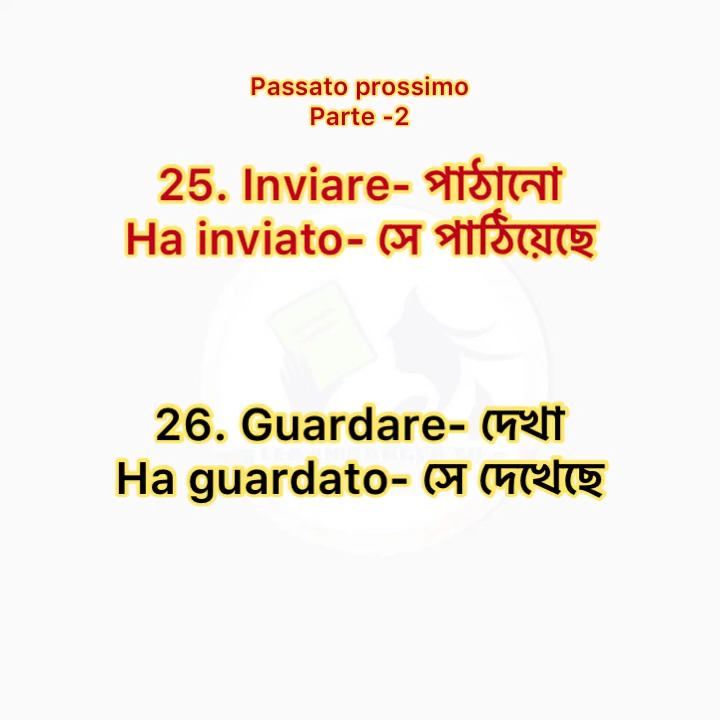 Passato prossimo
Parte -2
25. Inviare- পাঠানো
Ha inviato- সে পাঠিয়েছে
26. Guardare- দেখা
Ha guardato- সে দেখেছে